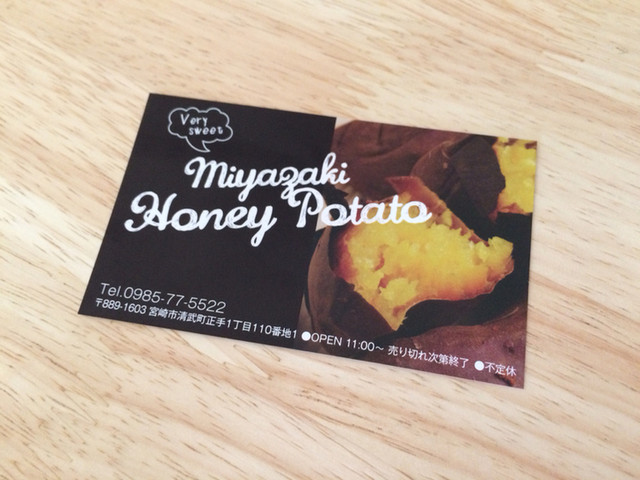 Very
sweet
Miyazaki
Honey Potato
Tel.0985-77-5522
〒889-1603 宮崎市清武町正手1丁目110番地1 ●OPEN 11:00~ 売り切れ次第終了 ●不定休